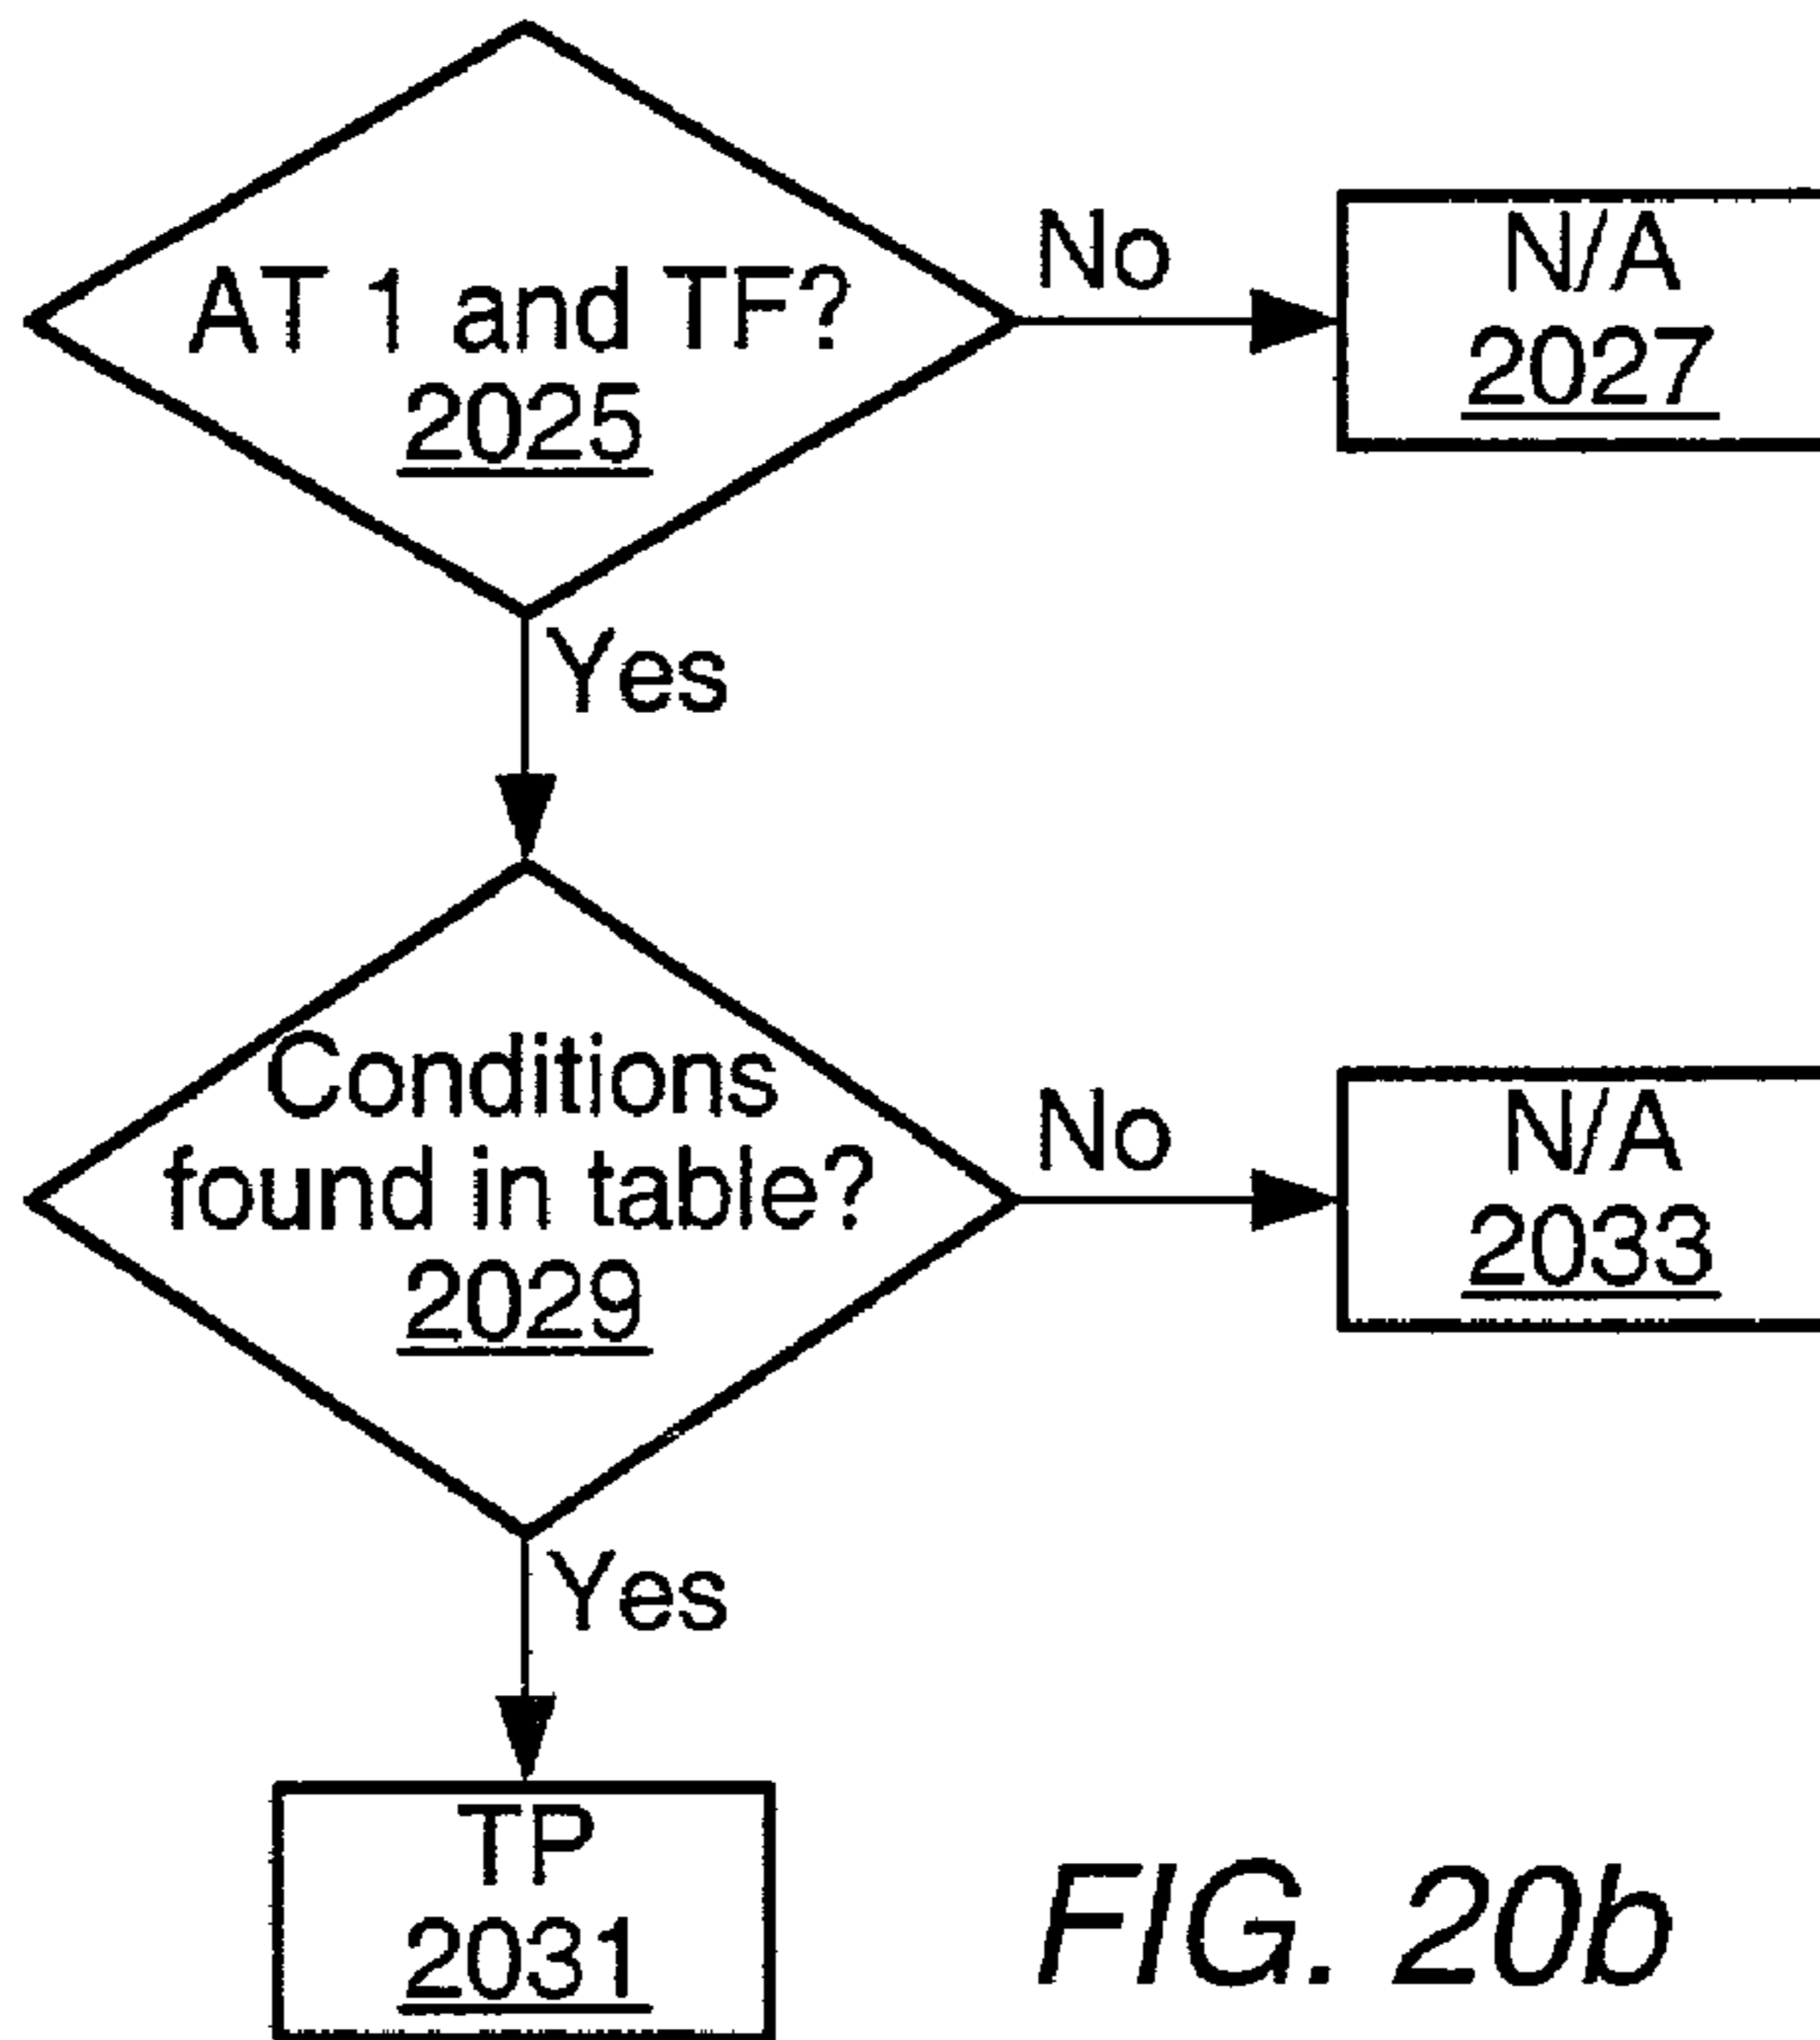 AT 1 and TF?
2025
No
N/A
2027
Yes
Conditions
found in table?
2029
No
N/A
2033
Yes
TP
2031
FIG. 20b